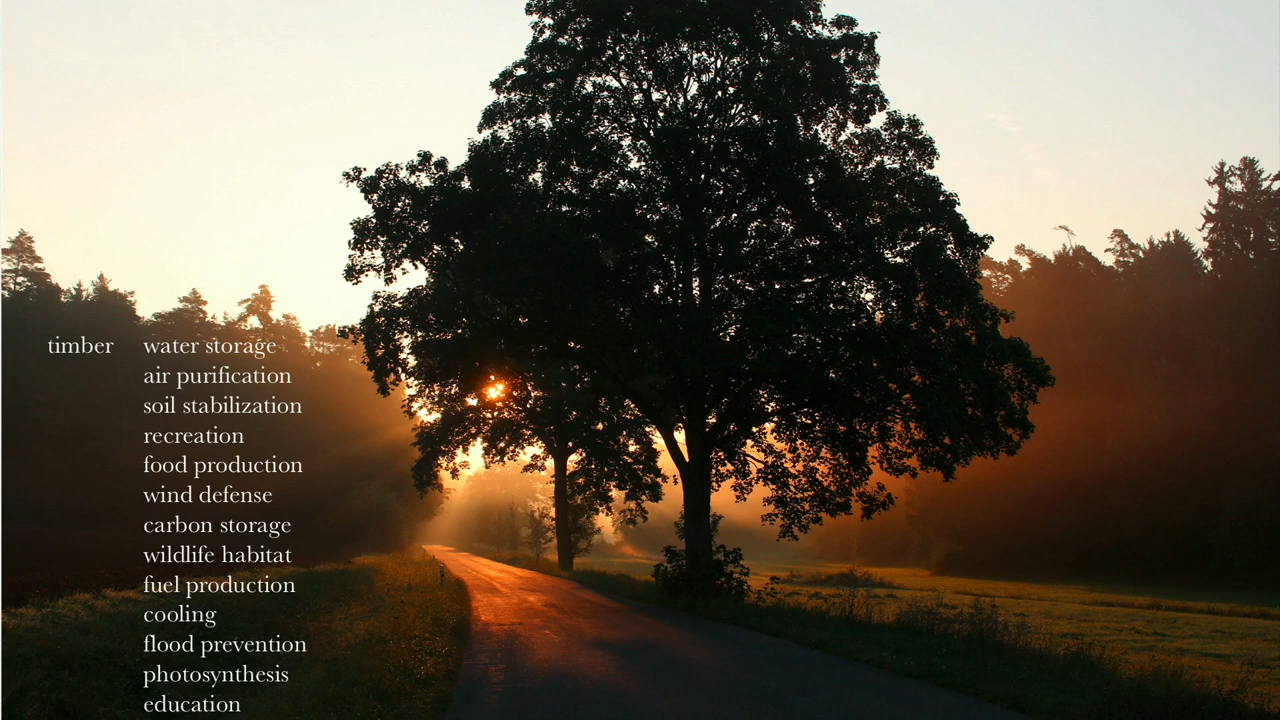 timber water storage
air purification
soil stabilization
recreation
food production
wind defense
carbon storage
wildlife habitat
fuel production
cooling
flood prevention
photosynthesis
education